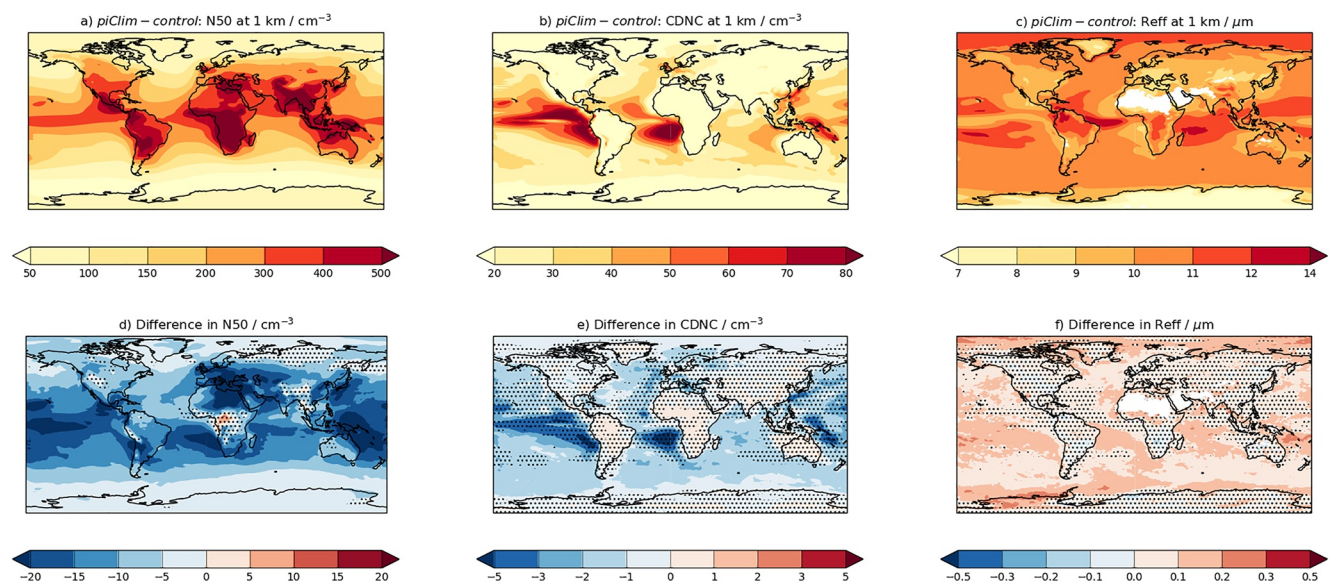 a) piClim−control: N50 at 1 km / cm⁻³
b) piClim−control: CDNC at 1 km / cm⁻³
c) piClim−control: Reff at 1 km / μm
50 100 150 200 300 400 500
20 30 40 50 60 70 80
7 8 9 10 11 12 14
d) Difference in N50 / cm⁻³
e) Difference in CDNC / cm⁻³
f) Difference in Reff / μm
−20 −15 −10 −5 0 5 10 15 20
−5 −3 −2 −1 0 1 2 3 5
−0.5 −0.3 −0.2 −0.1 0.0 0.1 0.2 0.3 0.5